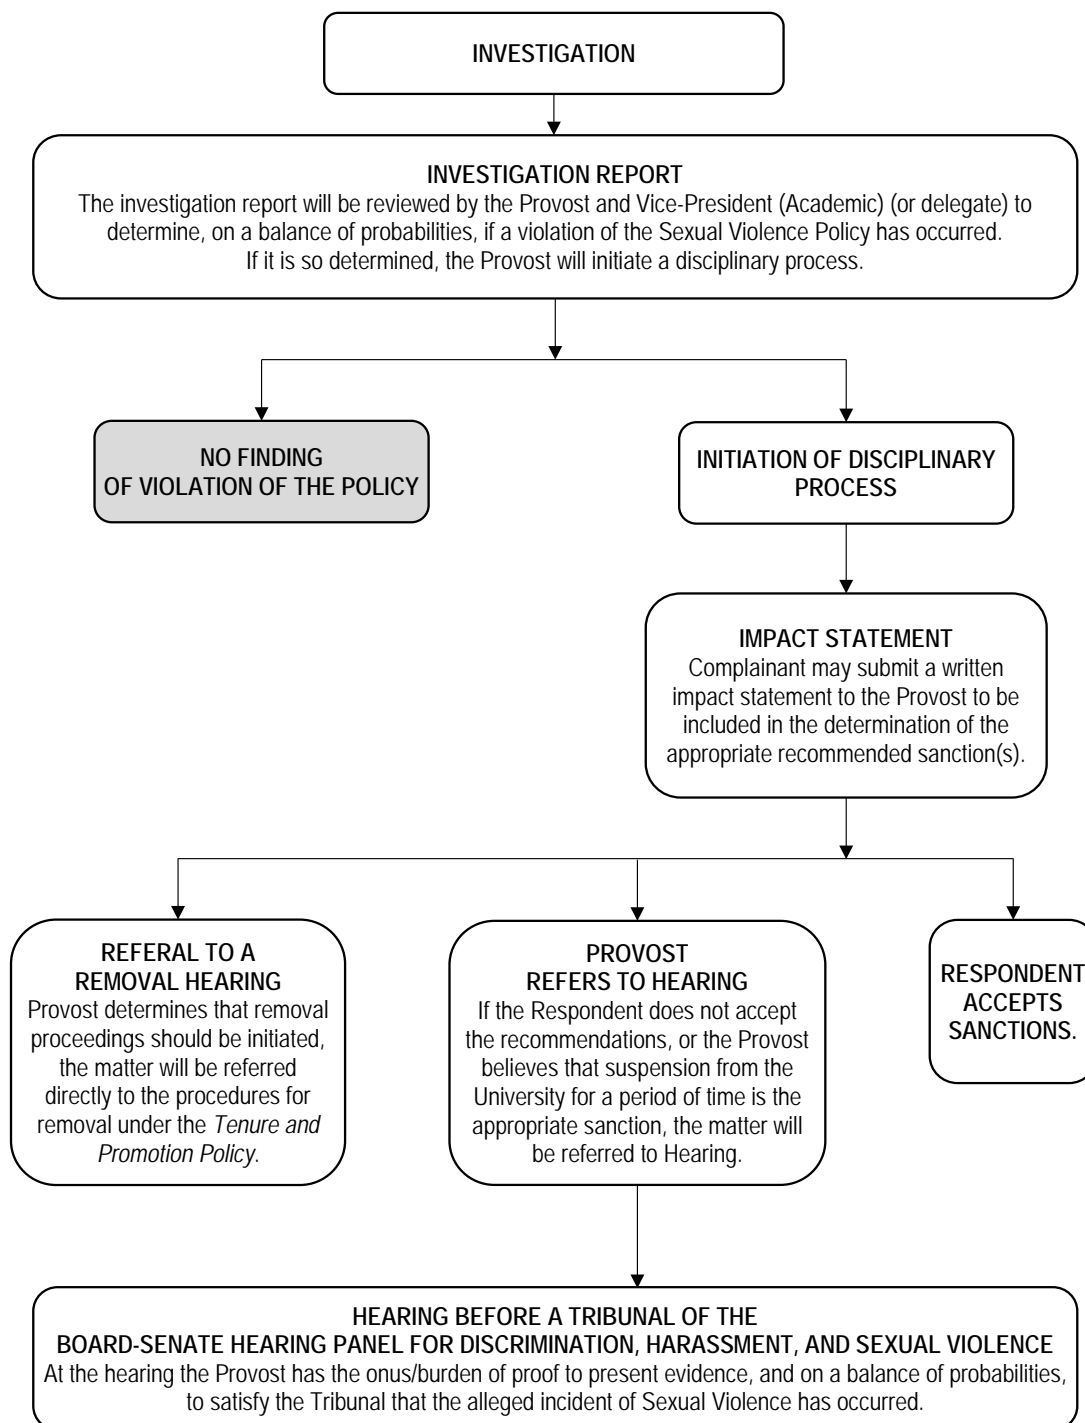 INVESTIGATION
INVESTIGATION REPORT
The investigation report will be reviewed by the Provost and Vice-President (Academic) (or delegate) to
determine, on a balance of probabilities, if a violation of the Sexual Violence Policy has occurred.
If it is so determined, the Provost will initiate a disciplinary process.
NO FINDING
OF VIOLATION OF THE POLICY
INITIATION OF DISCIPLINARY
PROCESS
IMPACT STATEMENT
Complainant may submit a written
impact statement to the Provost to be
included in the determination of the
appropriate recommended sanction(s).
REFERAL TO A
REMOVAL HEARING
Provost determines that removal
proceedings should be initiated,
the matter will be referred
directly to the procedures for
removal under the Tenure and
Promotion Policy.
PROVOST
REFERS TO HEARING
If the Respondent does not accept
the recommendations, or the Provost
believes that suspension from the
University for a period of time is the
appropriate sanction, the matter will
be referred to Hearing.
RESPONDENT
ACCEPTS
SANCTIONS.
HEARING BEFORE A TRIBUNAL OF THE
BOARD-SENATE HEARING PANEL FOR DISCRIMINATION, HARASSMENT, AND SEXUAL VIOLENCE
At the hearing the Provost has the onus/burden of proof to present evidence, and on a balance of probabilities,
to satisfy the Tribunal that the alleged incident of Sexual Violence has occurred.